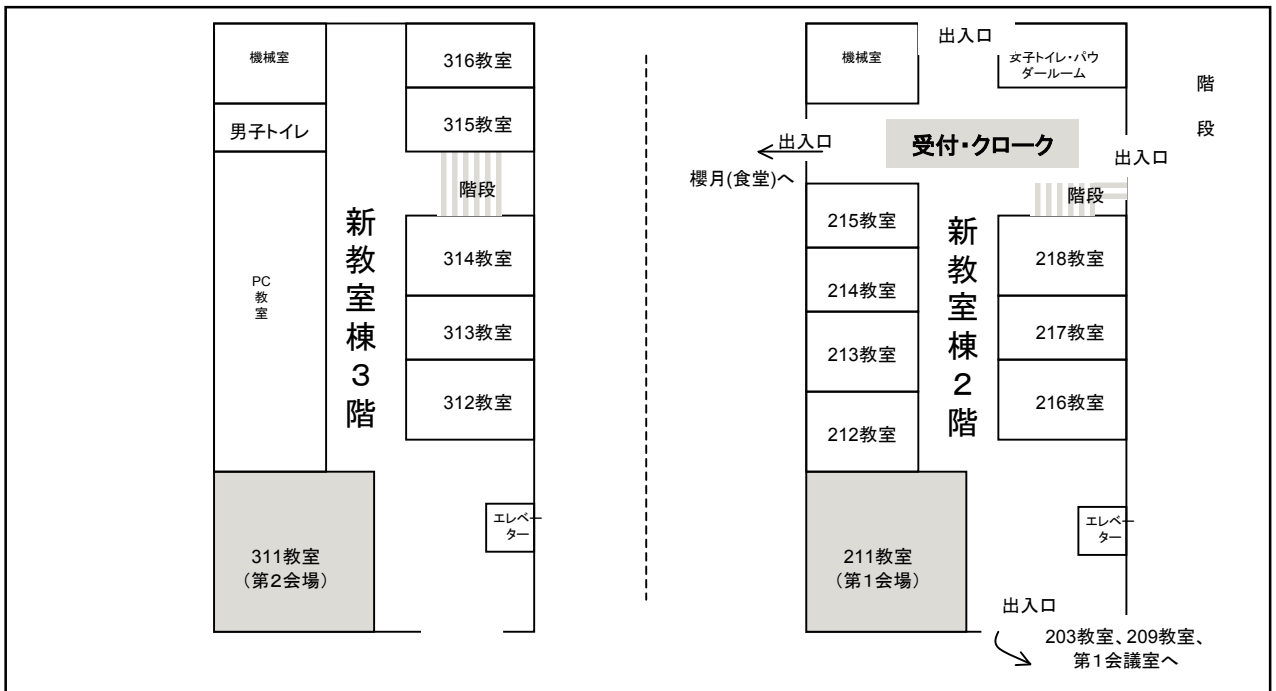 機械室
316教室
男子トイレ
315教室
階段
PC
教
室
新教室棟3階
314教室
313教室
312教室
エレベー
ター
311教室
（第2会場）
機械室
出入口
女子トイレ・パウ
ダールーム
階
段
出入口
受付・クローク
出入口
櫻月(食堂)へ
階段
215教室
新教室棟2階
218教室
214教室
217教室
213教室
216教室
212教室
エレベー
ター
211教室
（第1会場）
出入口
203教室、209教室、
第1会議室へ